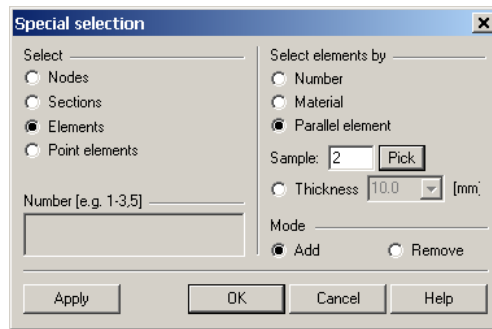 Special selection
Select
Nodes
Sections
Elements
Point elements
Number [e.g. 1-3,5]
Select elements by
Number
Material
Parallel element
Sample: 2 Pick
Thickness 10.0 [mm]
Mode
Add Remove
Apply OK Cancel Help